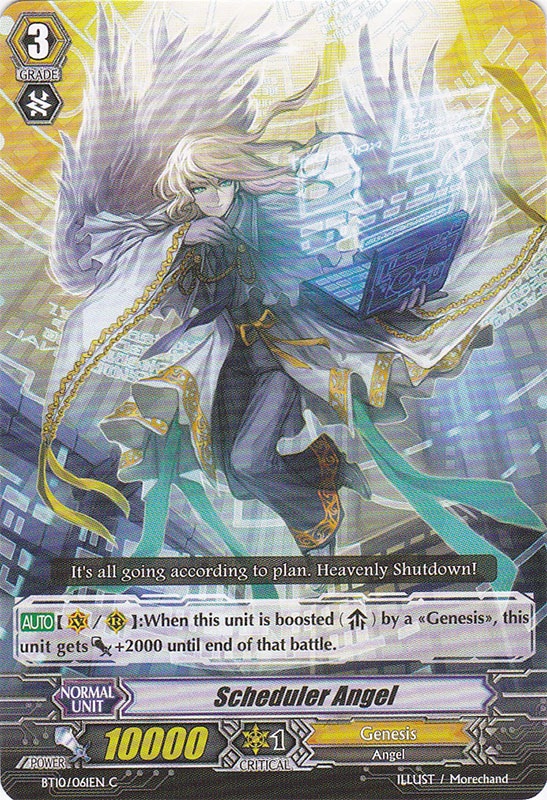 3
GRADE
It's all going according to plan. Heavenly Shutdown!
AUTO [ V / R ]:When this unit is boosted ( ) by a «Genesis», this
unit gets +2000 until end of that battle.
NORMAL
UNIT
Scheduler Angel
POWER
10000
1
CRITICAL
Genesis
Angel
BT10/061EN C
ILLUST / Morechand